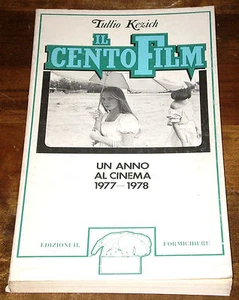 Tullio Kezich
IL
CENTOFILM
UN ANNO
AL CINEMA
1977-1978
EDIZIONI IL FORMICHIERE